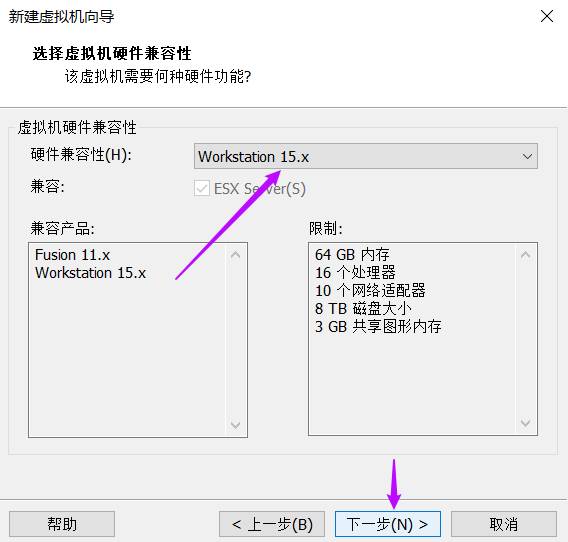 新建虚拟机向导
选择虚拟机硬件兼容性
该虚拟机需要何种硬件功能?
虚拟机硬件兼容性
硬件兼容性(H):
Workstation 15.x
兼容:
ESX Server(S)
兼容产品:
Fusion 11.x
Workstation 15.x
限制:
64 GB 内存
16 个处理器
10 个网络适配器
8 TB 磁盘大小
3 GB 共享图形内存
帮助
< 上一步(B)
下一步(N) >
取消